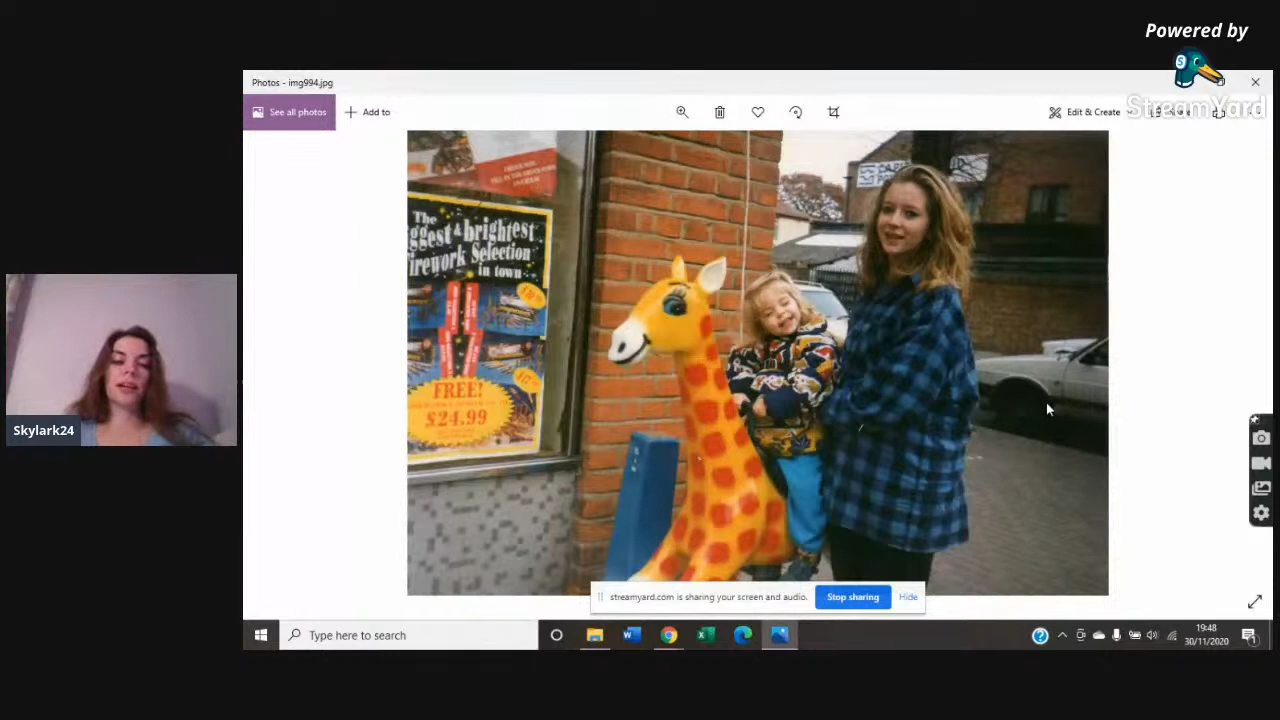 Powered by
StreamYard
Photos - img994.jpg
See all photos
Add to
Edit & Create
The
ggest & brightest
irework Selection
in town
FREE!
$24.99
Skylark24
streamyard.com is sharing your screen and audio.
Stop sharing
Hide
Type here to search
19:48
30/11/2020